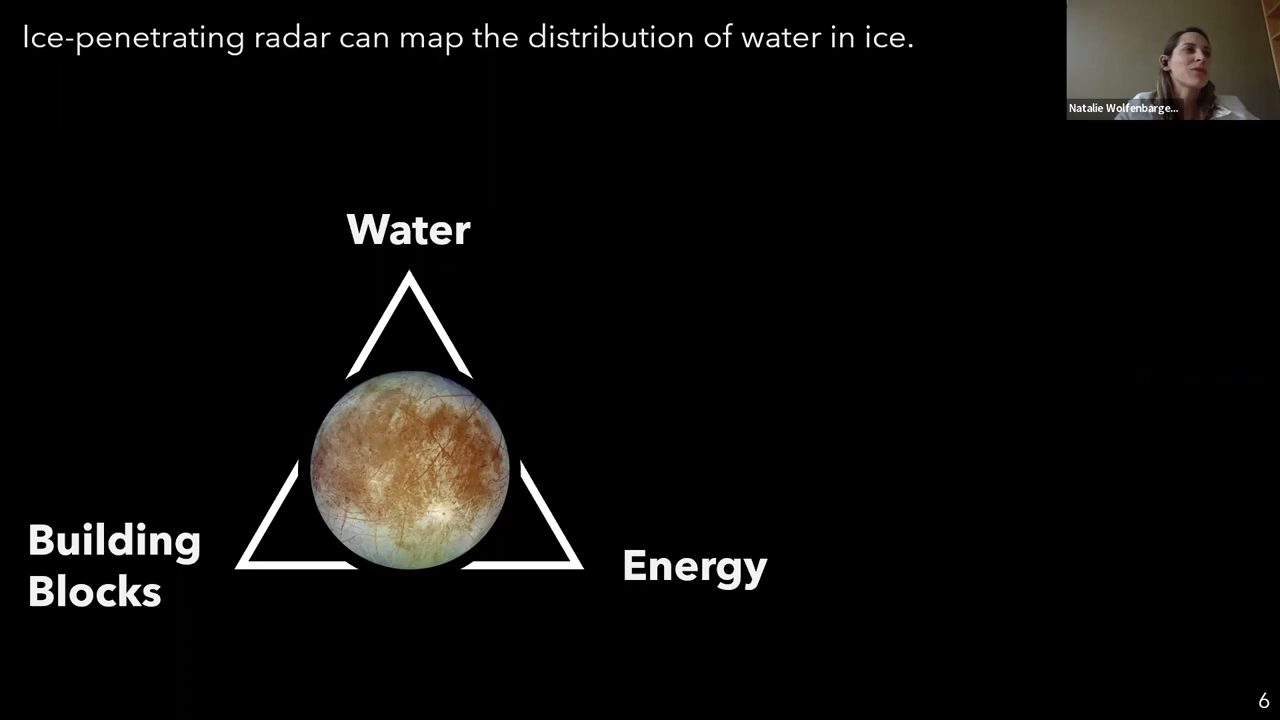 Ice-penetrating radar can map the distribution of water in ice.
Natalie Wolfenbarge...
Water
Building
Blocks
Energy
6